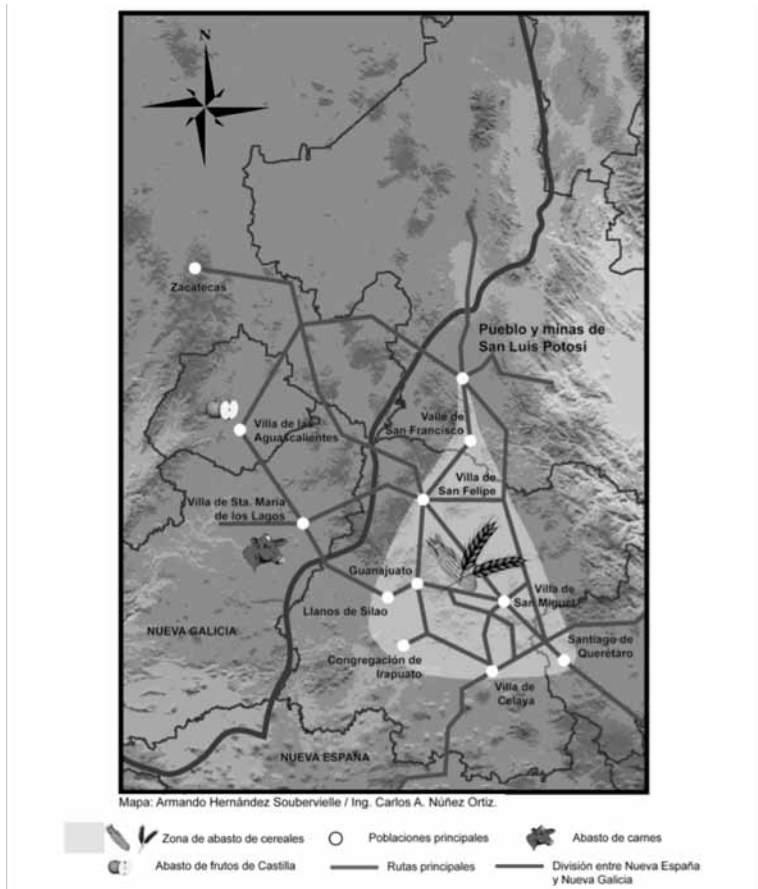 N
Zacatecas
Pueblo y minas de
San Luis Potosí
Valle de
San Francisco
Villa de las
Aguascalientes
Villa de
San Felipe
Villa de Sta. María
de los Lagos
Guanajuato
Villa de
San Miguel
Llanos de Silao
NUEVA GALICIA
Santiago de
Querétaro
Congregación de
Irapuato
Villa de
Celaya
NUEVA ESPAÑA
Mapa: Armando Hernández Soubervielle / Ing. Carlos A. Núñez Ortiz.
Zona de abasto de cereales
Poblaciones principales
Abasto de carnes
Abasto de frutos de Castilla
Rutas principales
División entre Nueva España
y Nueva Galicia